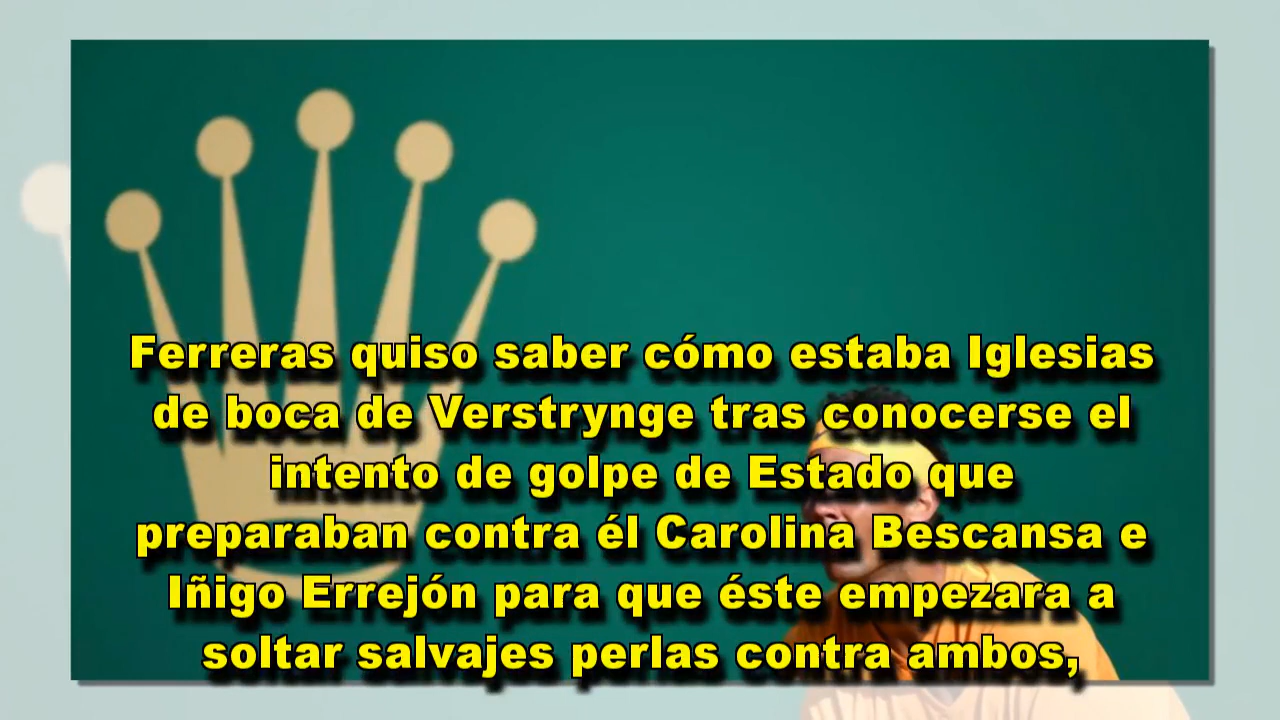 Ferreras quiso saber cómo estaba Iglesias
de boca de Verstrynge tras conocerse el
intento de golpe de Estado que
preparaban contra él Carolina Bescansa e
Iñigo Errejón para que éste empezara a
soltar salvajes perlas contra ambos,